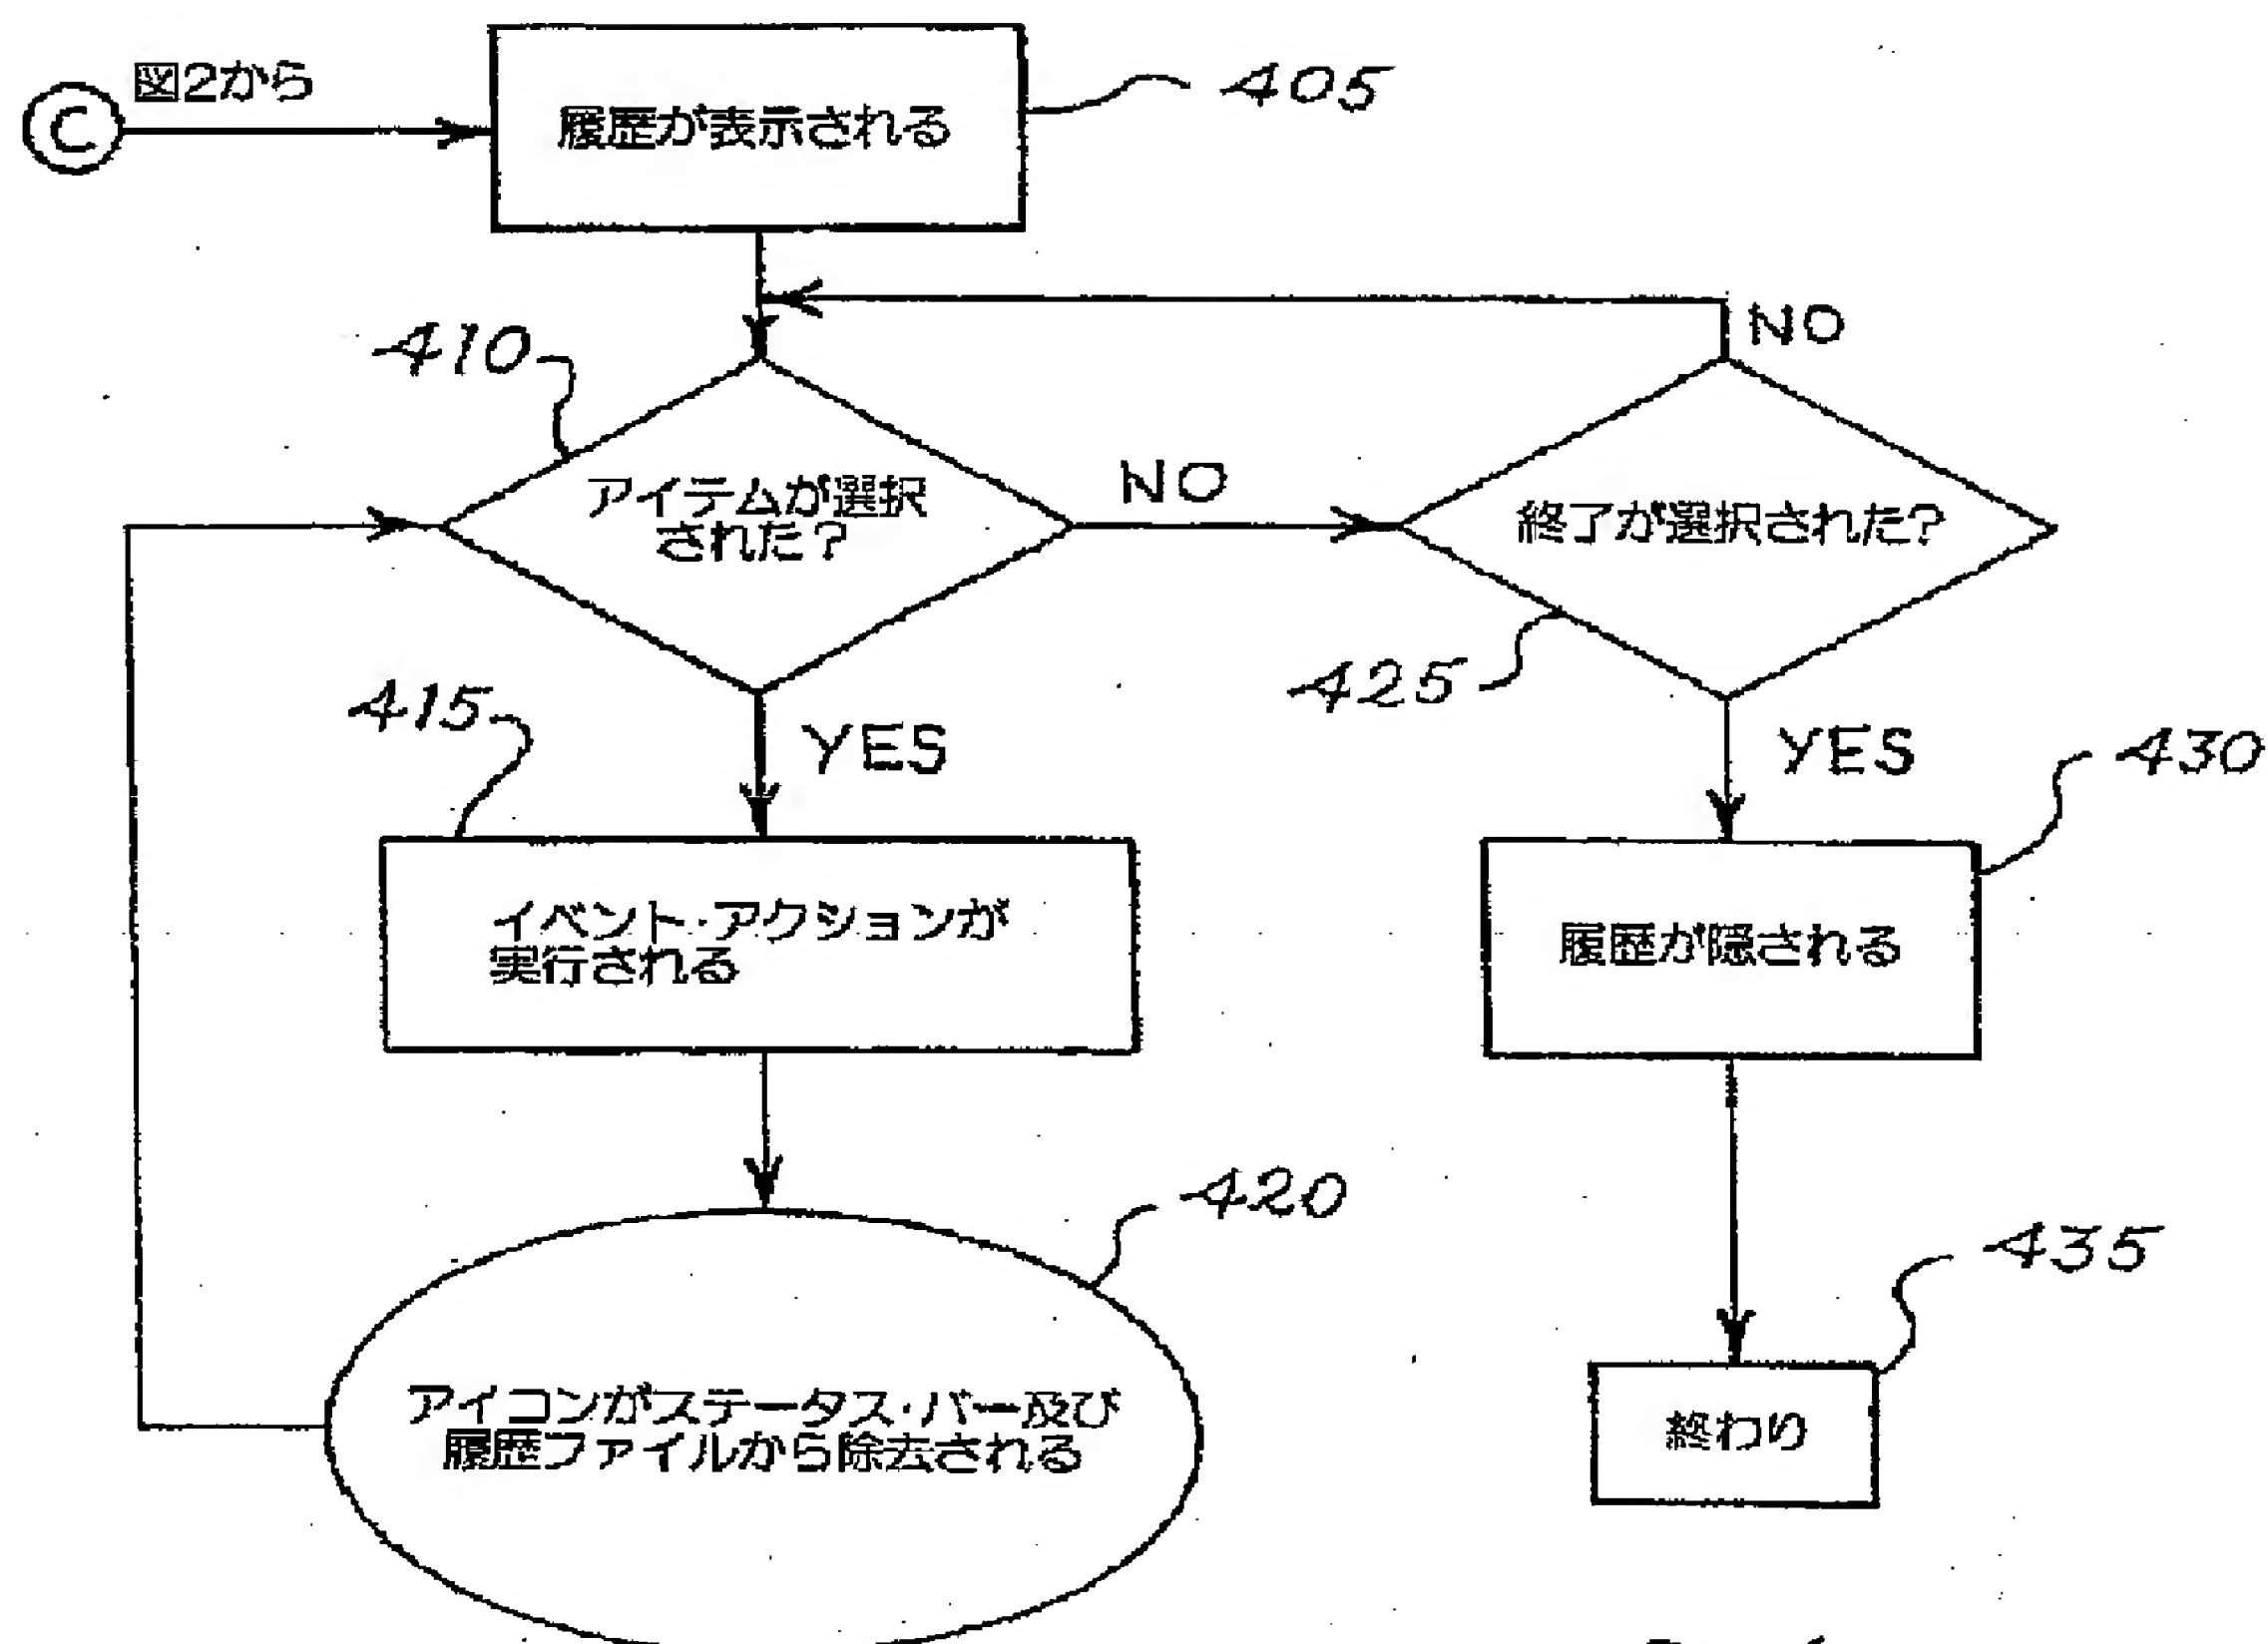 C
図2から
履歴が表示される
405
NO
410
アイテムが選択
された?
NO
終了が選択された?
425
415
YES
YES
430
イベント·アクションが
実行される
履歴が隠される
420
435
アイコンがステータス·バー及び
履歴ファイルから除去される
終わり